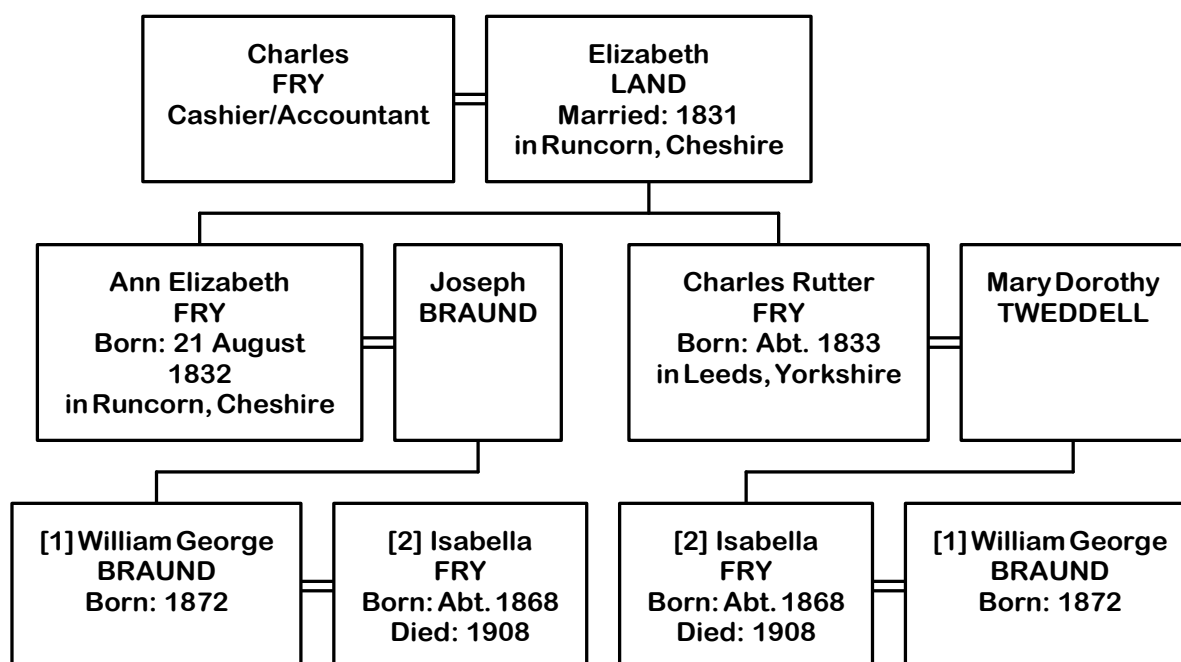 Charles
FRY
Cashier/Accountant
Elizabeth
LAND
Married: 1831
in Runcorn, Cheshire
Ann Elizabeth
FRY
Born: 21 August
1832
in Runcorn, Cheshire
Joseph
BRAUND
Charles Rutter
FRY
Born: Abt. 1833
in Leeds, Yorkshire
Mary Dorothy
TWEDDELL
[1] William George
BRAUND
Born: 1872
[2] Isabella
FRY
Born: Abt. 1868
Died: 1908
[2] Isabella
FRY
Born: Abt. 1868
Died: 1908
[1] William George
BRAUND
Born: 1872